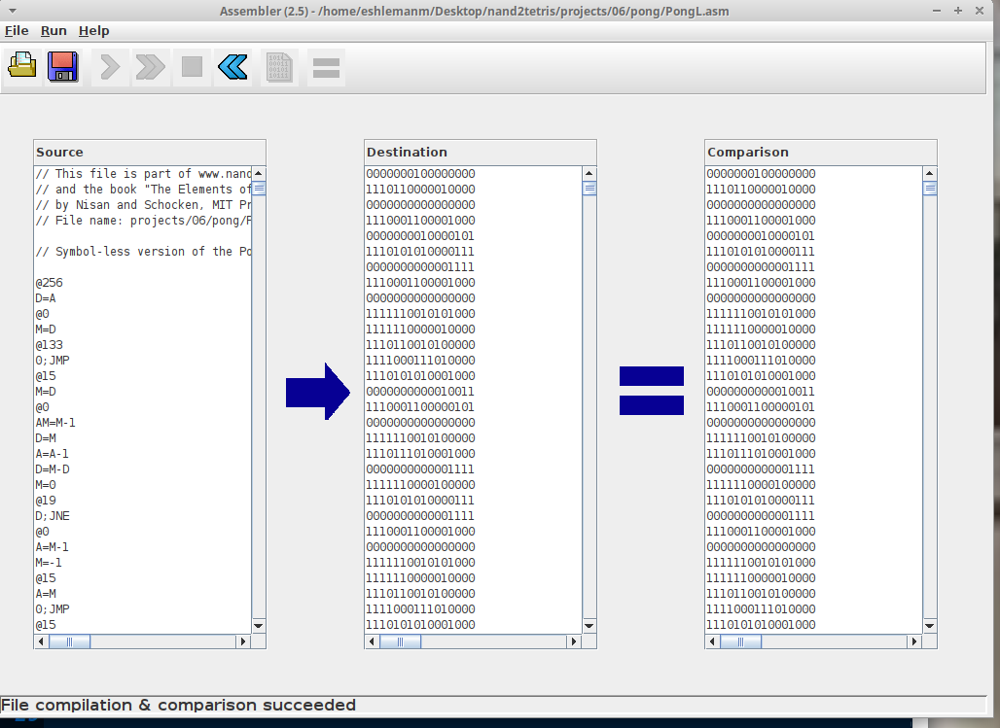 Assembler (2.5) - /home/eshlemanm/Desktop/nand2tetris/projects/06/pong/PongL.asm
File Run Help
Source
// This file is part of www.nand
// and the book "The Elements of
// by Nisan and Schocken, MIT Pr
// File name: projects/06/pong/P
// Symbol-less version of the Po
@256
D=A
@0
M=D
@133
0;JMP
@15
M=D
@0
AM=M-1
D=M
A=A-1
D=M-D
M=0
@19
D;JNE
@0
A=M-1
M=-1
@15
A=M
0;JMP
@15
Destination
0000000100000000
1110110000010000
0000000000000000
1110001100001000
0000000010000101
1110101010000111
0000000000001111
1110001100001000
0000000000000000
1111110010101000
1111110000010000
1110110010100000
1111000111010000
1110101010001000
0000000000010011
1110001100000101
0000000000000000
1111110010100000
1110111010001000
0000000000001111
1111110000100000
1110101010000111
0000000000001111
1110001100001000
0000000000000000
1111110010101000
1111110000010000
1110110010100000
1111000111010000
1110101010001000
Comparison
0000000100000000
1110110000010000
0000000000000000
1110001100001000
0000000010000101
1110101010000111
0000000000001111
1110001100001000
0000000000000000
1111110010101000
1111110000010000
1110110010100000
1111000111010000
1110101010001000
0000000000010011
1110001100000101
0000000000000000
1111110010100000
1110111010001000
0000000000001111
1111110000100000
1110101010000111
0000000000001111
1110001100001000
0000000000000000
1111110010101000
1111110000010000
1110110010100000
1111000111010000
1110101010001000
File compilation & comparison succeeded